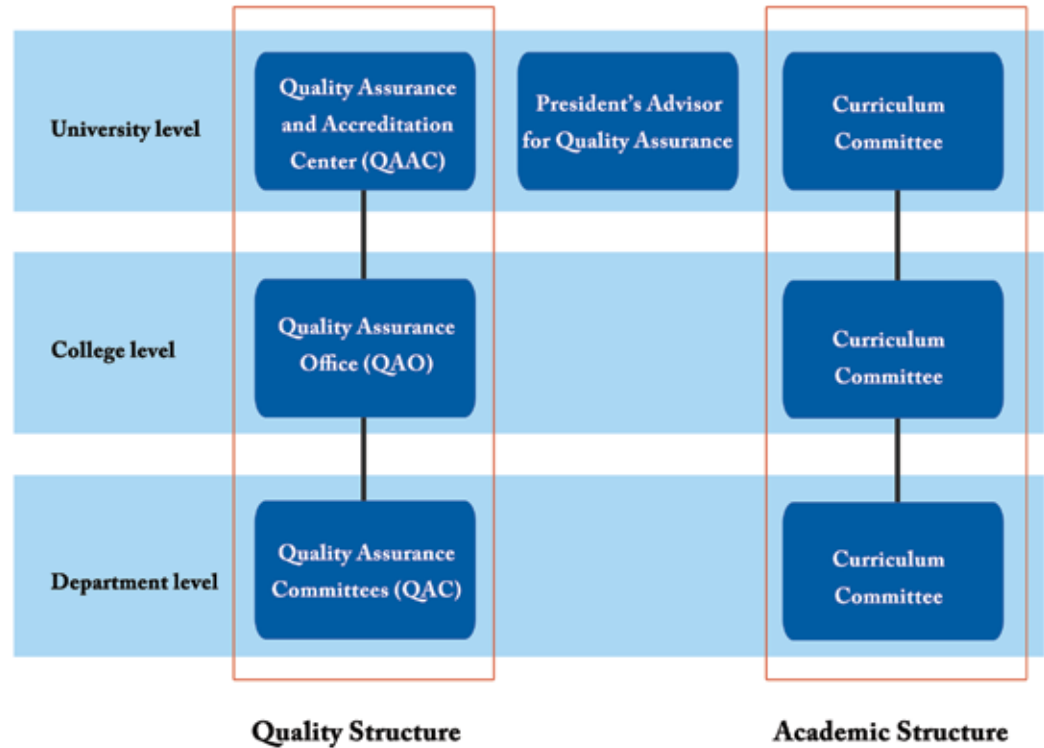 University level
Quality Assurance
and Accreditation
Center (QAAC)
President's Advisor
for Quality Assurance
Curriculum
Committee
College level
Quality Assurance
Office (QAO)
Curriculum
Committee
Department level
Quality Assurance
Committees (QAC)
Curriculum
Committee
Quality Structure
Academic Structure